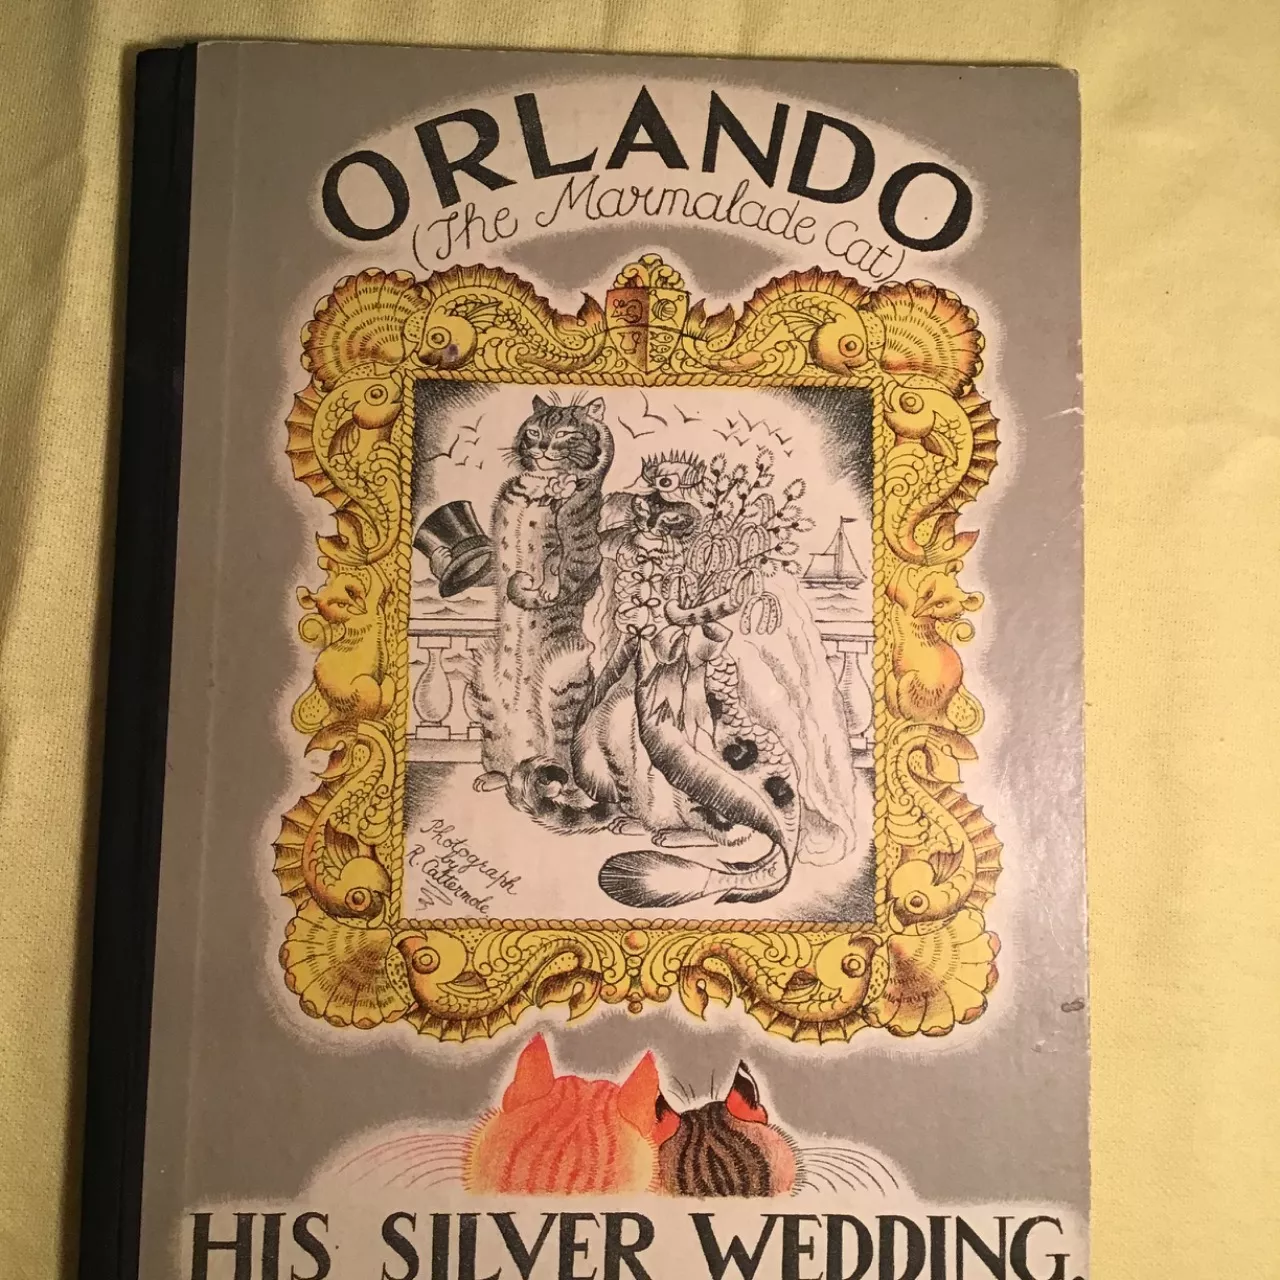 ORLANDO
(The Marmalade Cat)
Photograph
by
R. Cattermole
HIS SILVER WEDDING